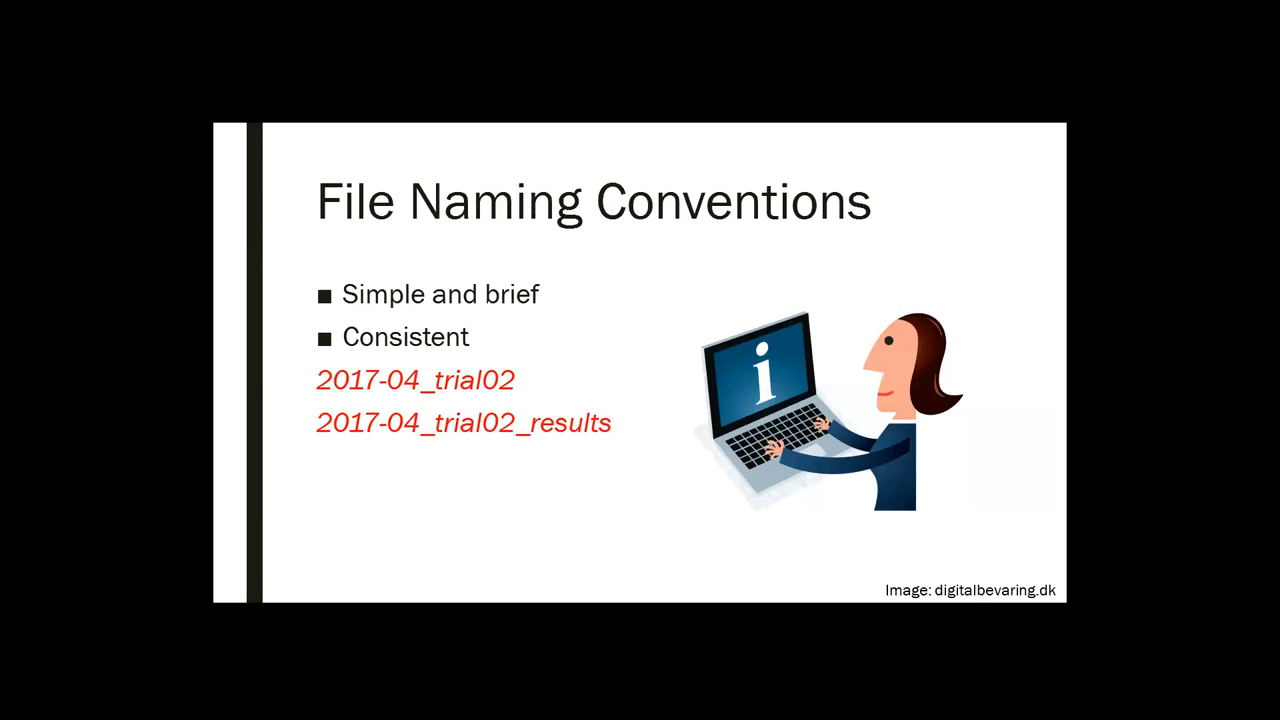 File Naming Conventions
■ Simple and brief
■ Consistent
2017-04_trial02
2017-04_trial02_results
i
Image: digitalbevaring.dk